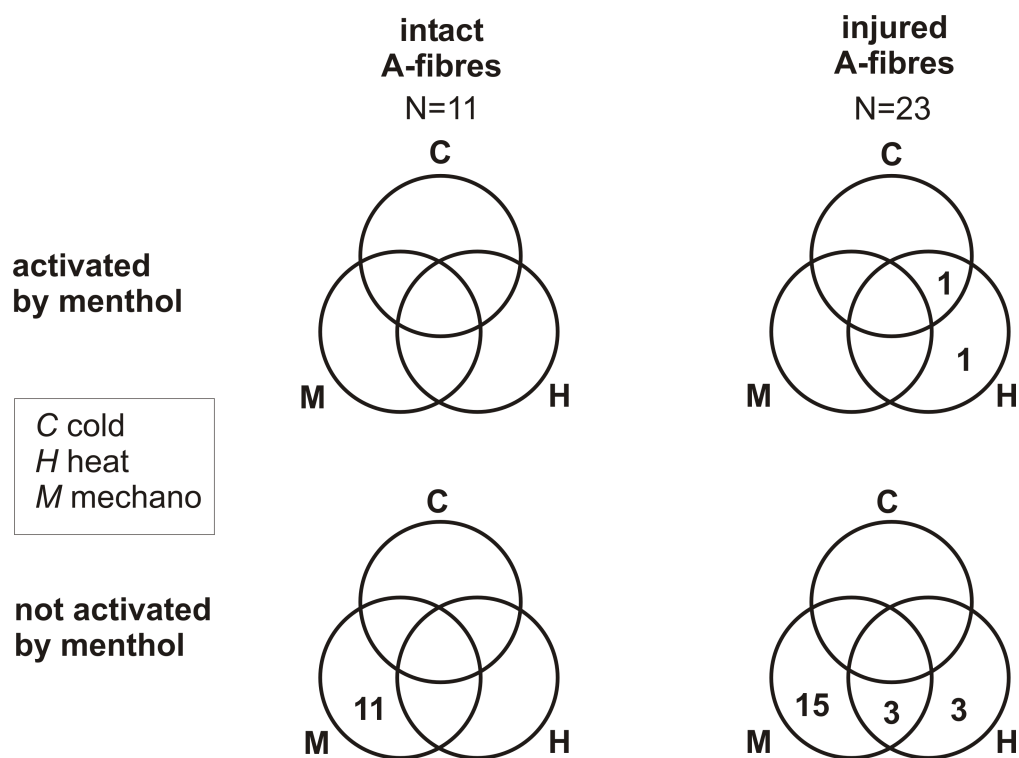 intact
A-fibres
N=11
injured
A-fibres
N=23
C
C
activated
by menthol
1
1
M
H
M
H
C cold
H heat
M mechano
C
C
not activated
by menthol
11
15
3
3
M
H
M
H